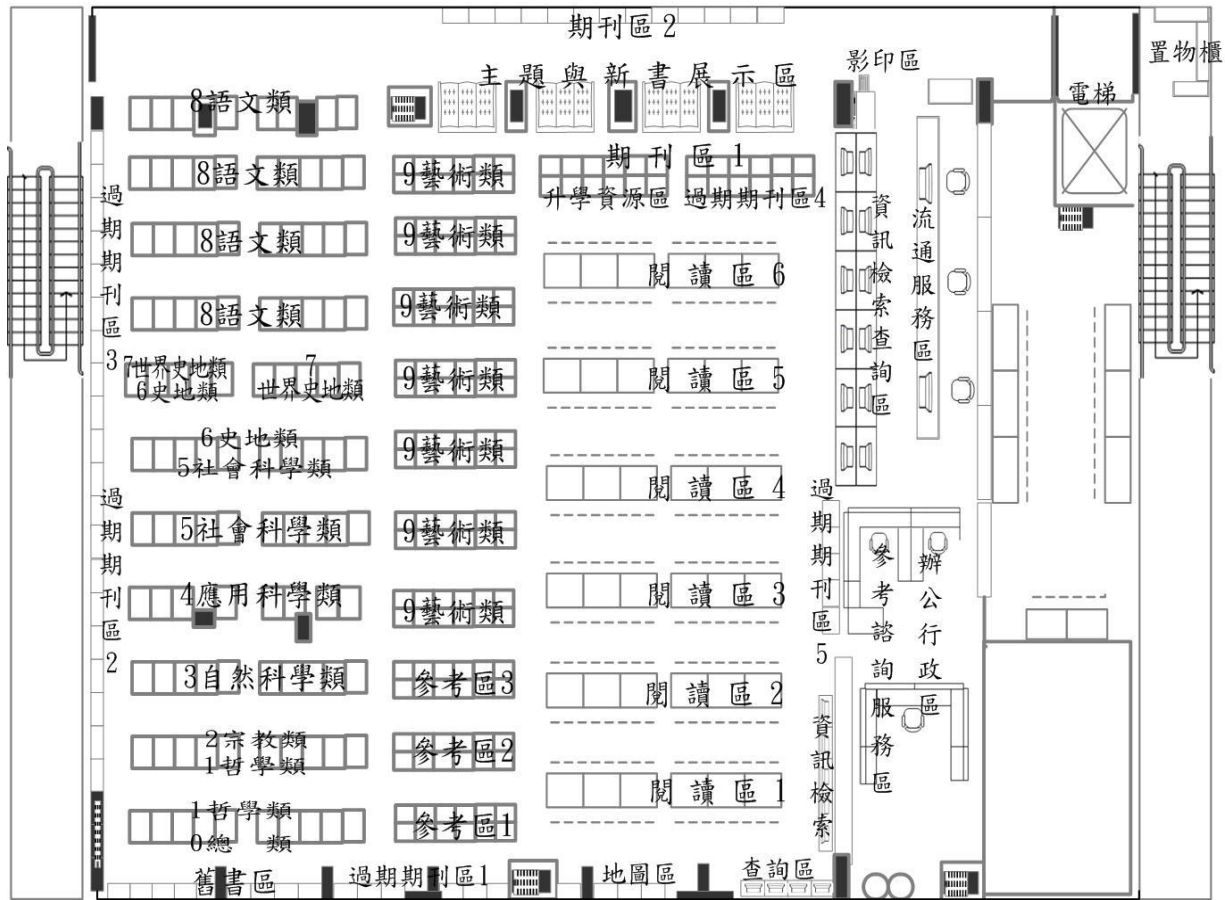 期刊區 2
置物櫃
主題與新書展示區
影印區
電梯
8語文類
期刊區1
8語文類
9藝術類
升學資源區
過期期刊區4
過期期刊區3
資訊檢索查詢區
流通服務區
8語文類
9藝術類
閱讀區 6
8語文類
9藝術類
7世界史地類
6史地類
7
世界史地類
9藝術類
閱讀區 5
6史地類
5社會科學類
9藝術類
閱讀區 4
過期期刊區2
過期期刊區5
5社會科學類
9藝術類
參考諮詢服務區
辦公行政區
4應用科學類
9藝術類
閱讀區 3
3自然科學類
參考區3
閱讀區 2
資訊檢索
2宗教類
1哲學類
參考區2
閱讀區 1
1哲學類
0總 類
參考區1
舊書區
過期期刊區1
地圖區
查詢區